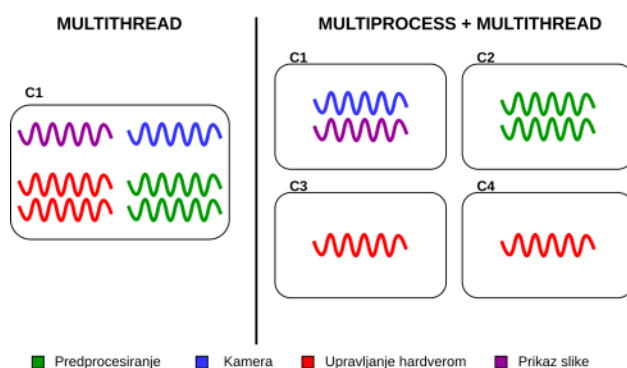 MULTITHREAD
MULTIPROCESS + MULTITHREAD
C1
C1
C2
C3
C4
Predprocesiranje
Kamera
Upravljanje hardverom
Prikaz slike